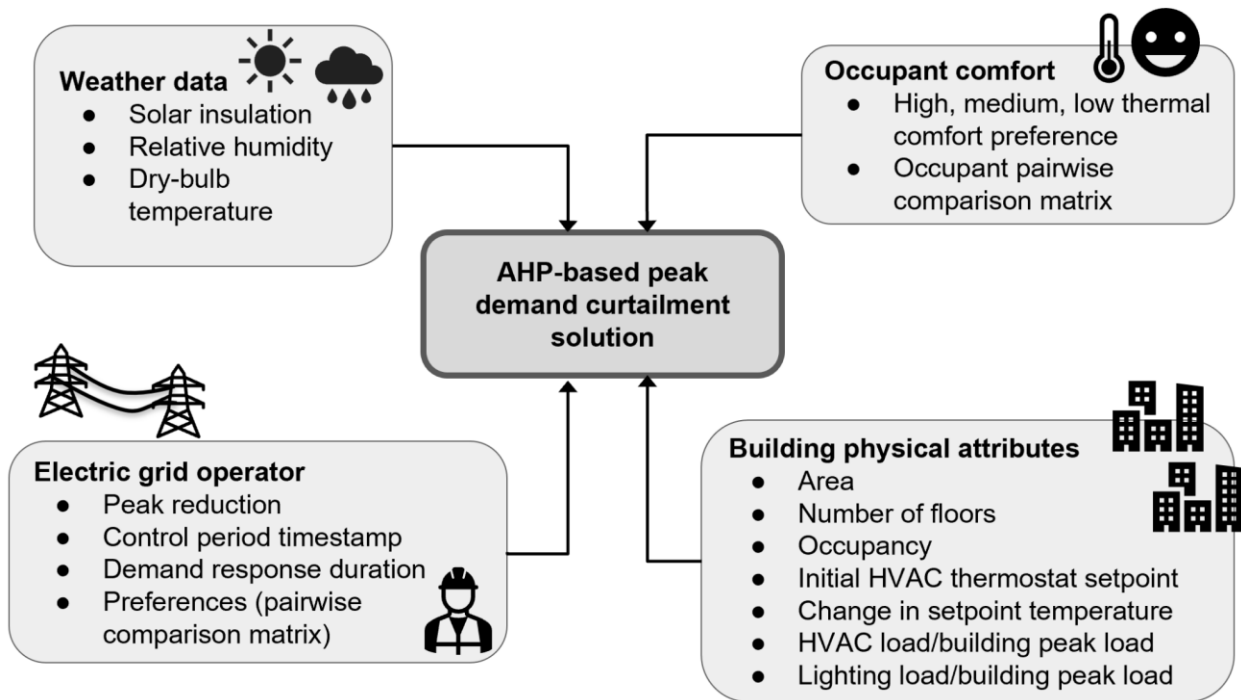 Weather data
● Solar insulation
● Relative humidity
● Dry-bulb
temperature
Occupant comfort
● High, medium, low thermal
comfort preference
● Occupant pairwise
comparison matrix
AHP-based peak
demand curtailment
solution
Electric grid operator
● Peak reduction
● Control period timestamp
● Demand response duration
● Preferences (pairwise
comparison matrix)
Building physical attributes
● Area
● Number of floors
● Occupancy
● Initial HVAC thermostat setpoint
● Change in setpoint temperature
● HVAC load/building peak load
● Lighting load/building peak load